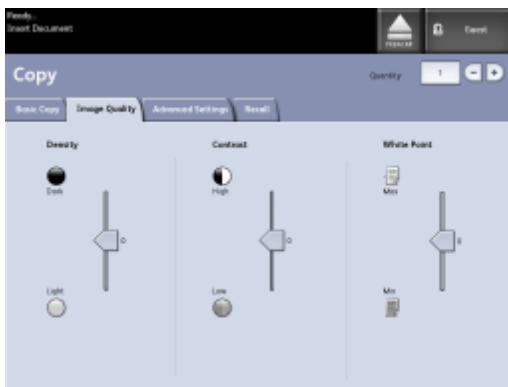 Ready...
Insert Document
Guest
Copy
Quantity
1
Basic Copy
Image Quality
Advanced Settings
Recall
Density
Contrast
White Point
Dark
High
Max
0
0
Light
Low
Min